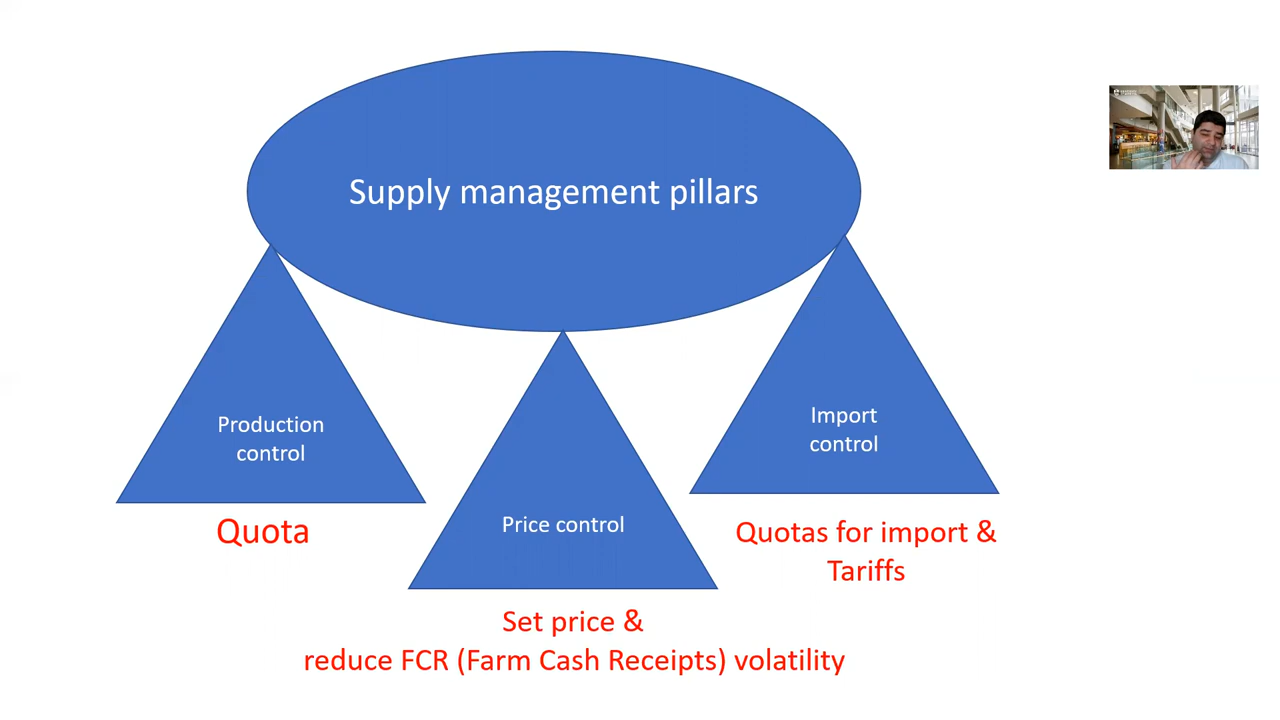 Supply management pillars
Production
control
Quota
Price control
Set price &
reduce FCR (Farm Cash Receipts) volatility
Import
control
Quotas for import &
Tariffs